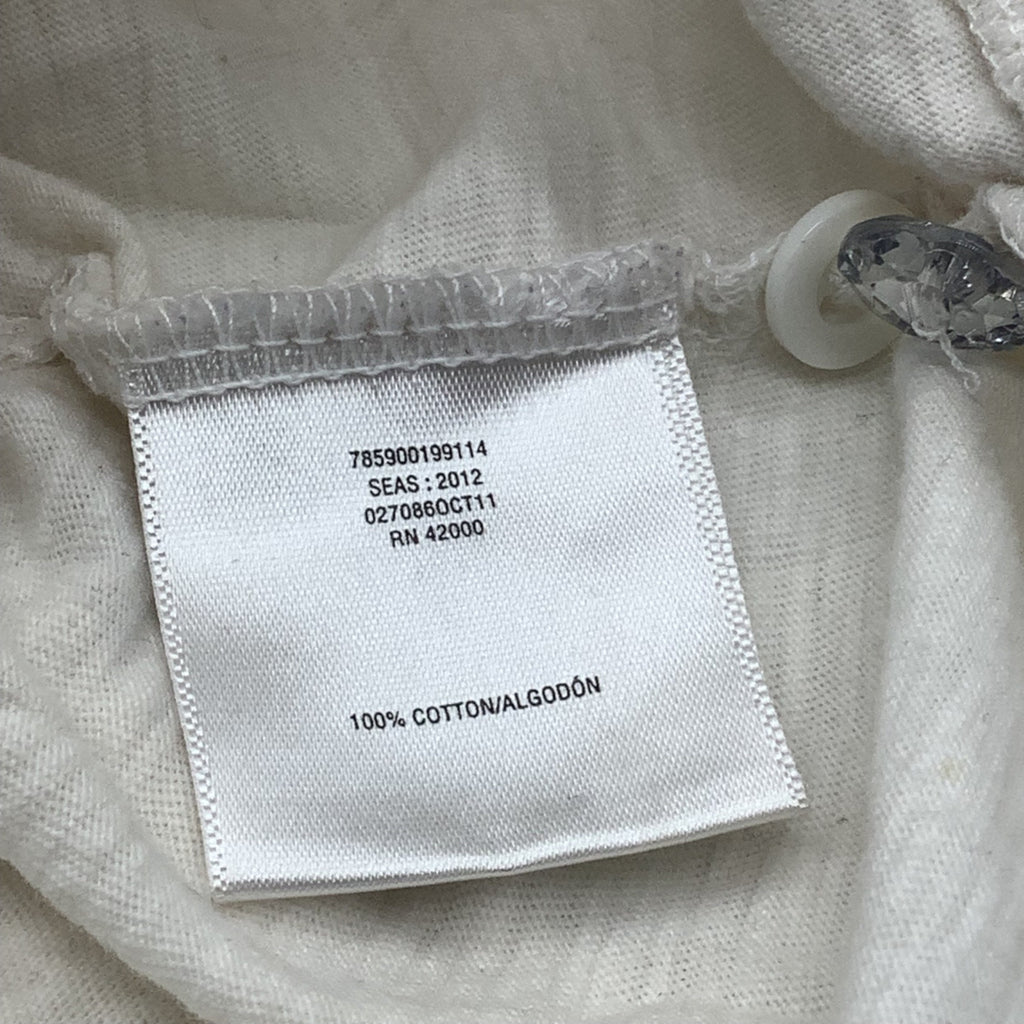 785900199114
SEAS : 2012
027086OCT11
RN 42000
100% COTTON/ALGODÓN